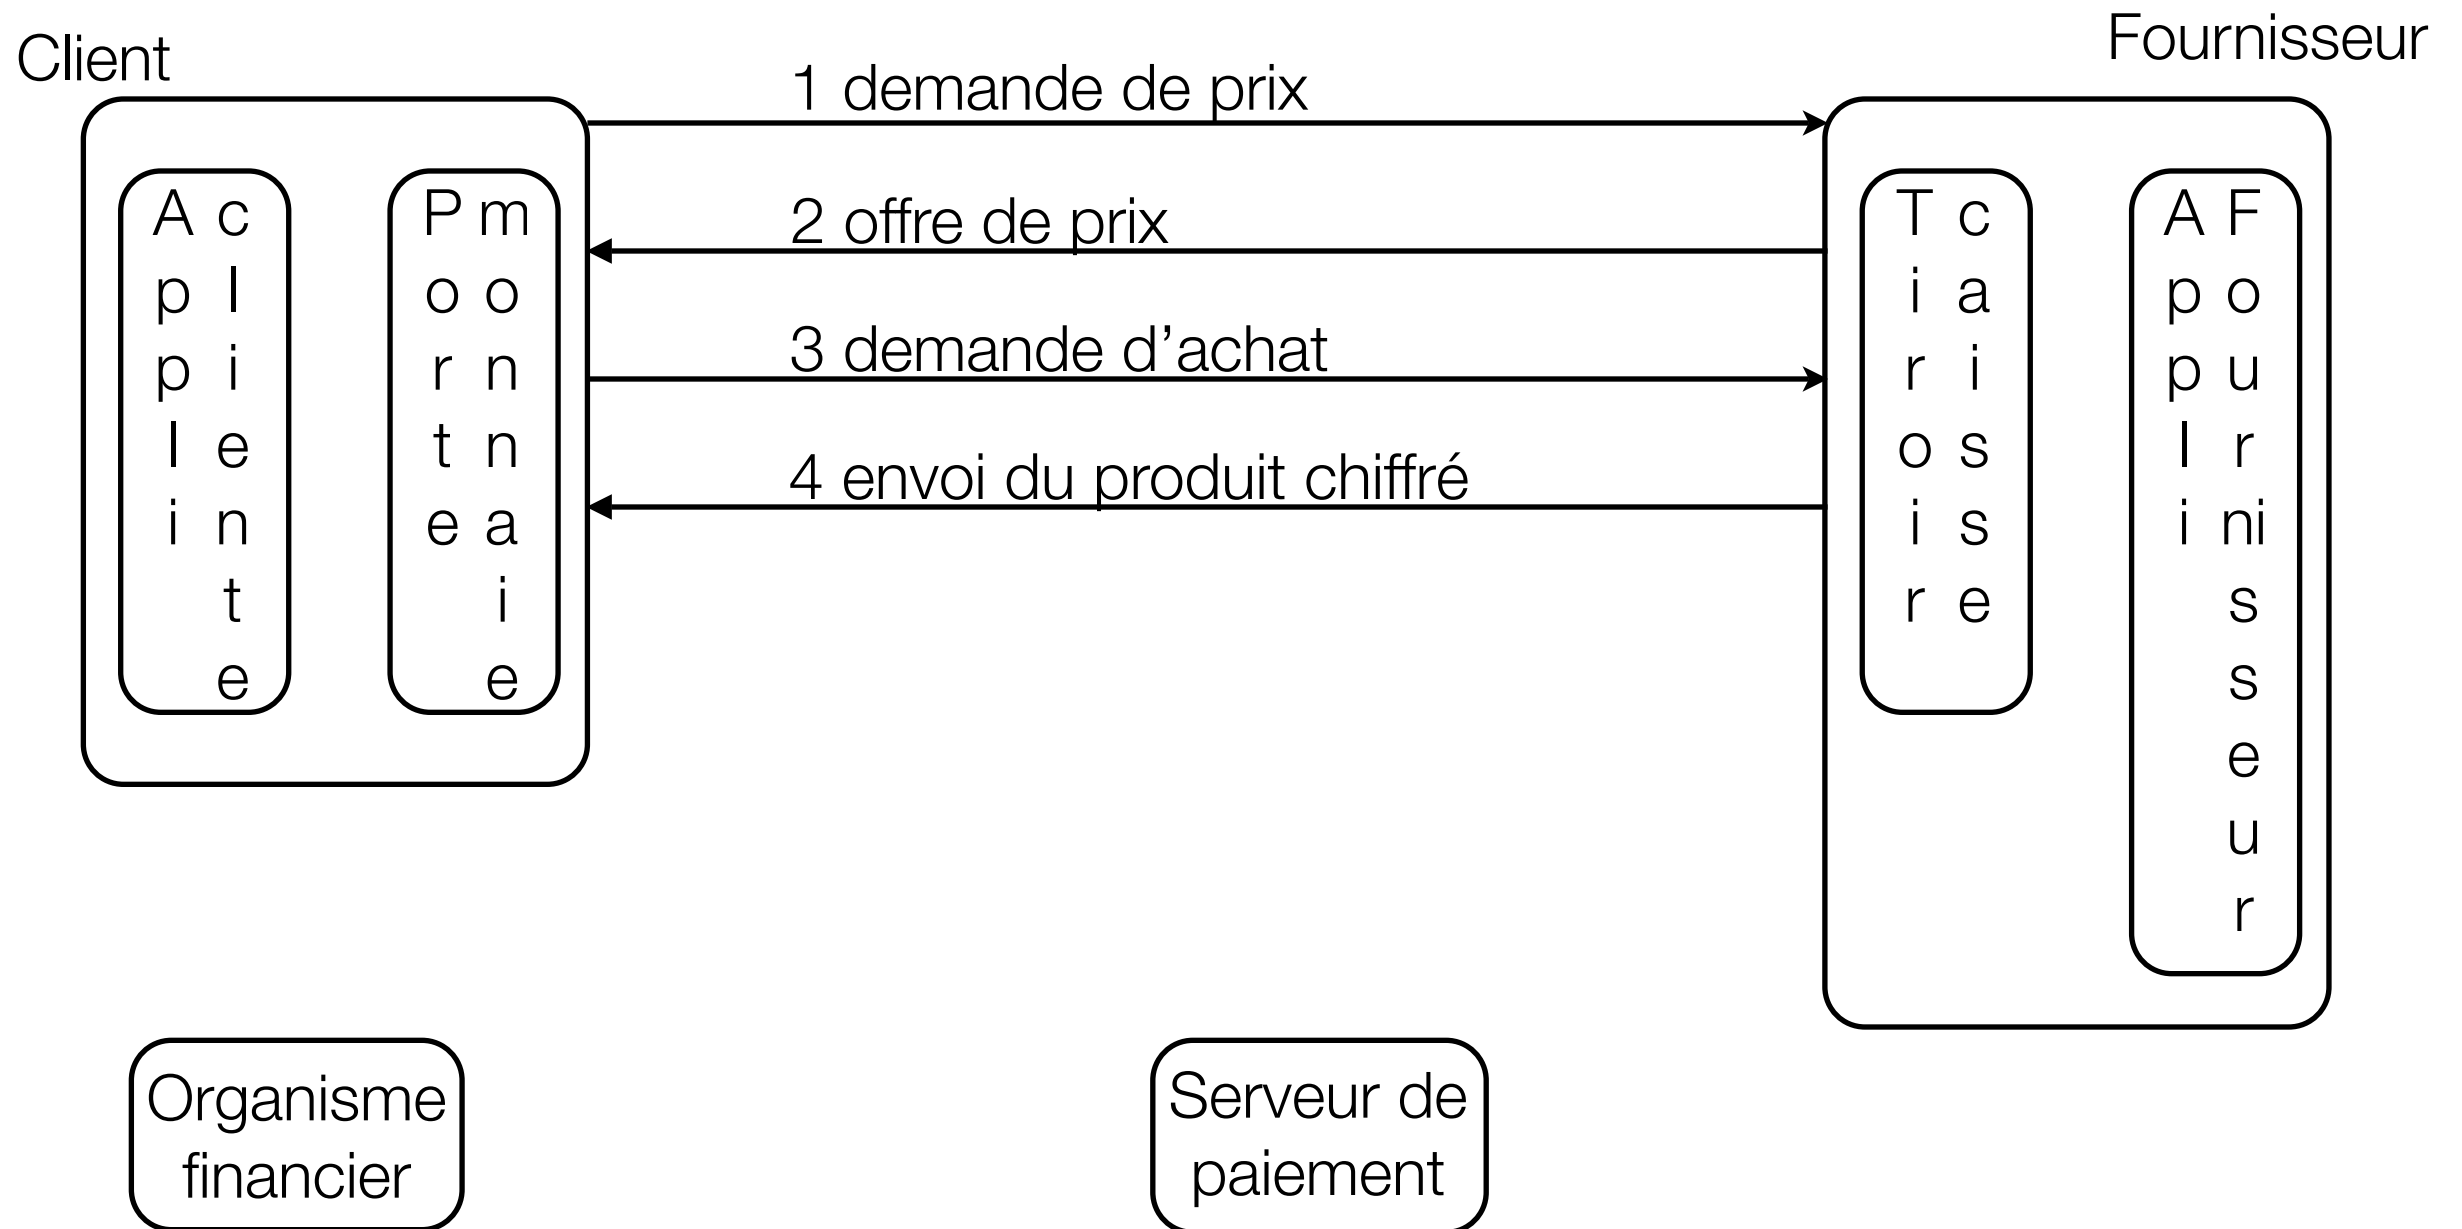 Client
Fournisseur
1 demande de prix
2 offre de prix
3 demande d’achat
4 envoi du produit chiffré
Appli
cliente
Porte
monnaie
Tiroir
caisse
Appli
Fournisseur
Organisme
financier
Serveur de
paiement